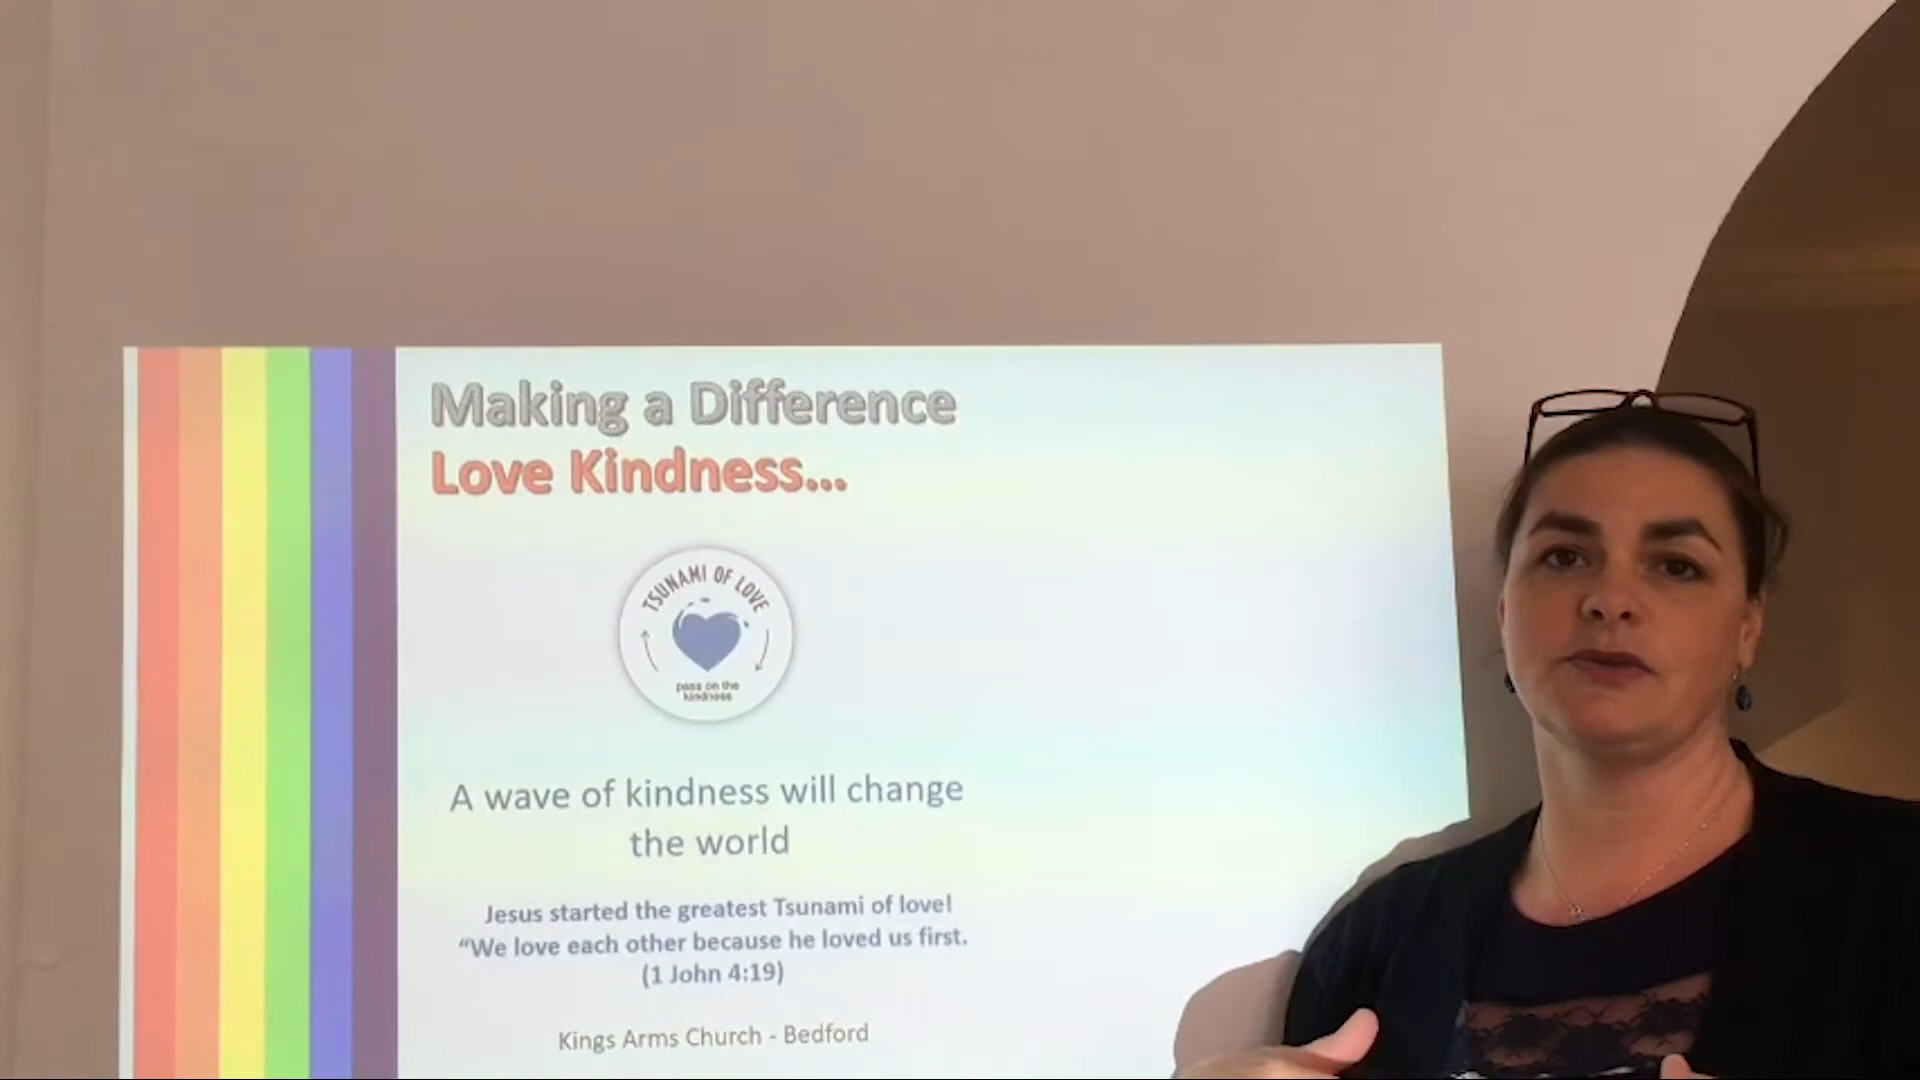 Making a Difference
Love Kindness...
TSUNAMI OF LOVE
pass on the
kindness
A wave of kindness will change
the world
Jesus started the greatest Tsunami of love!
“We love each other because he loved us first.
(1 John 4:19)
Kings Arms Church - Bedford